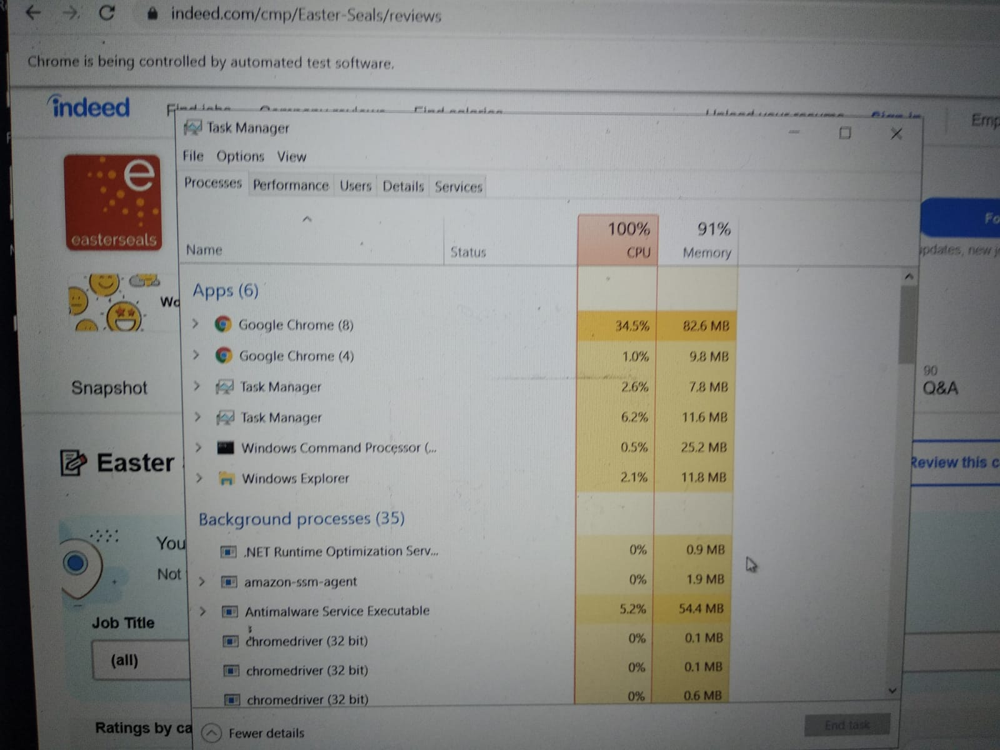 indeed.com/cmp/Easter-Seals/reviews
Chrome is being controlled by automated test software.
indeed
Find jobs
Find salaries
Emp
Task Manager
File Options View
Processes Performance Users Details Services
100% 91%
Name Status CPU Memory
Apps (6)
Google Chrome (8) 34.5% 82.6 MB
Google Chrome (4) 1.0% 9.8 MB
Task Manager 2.6% 7.8 MB
Task Manager 6.2% 11.6 MB
Windows Command Processor (... 0.5% 25.2 MB
Windows Explorer 2.1% 11.8 MB
Background processes (35)
.NET Runtime Optimization Serv... 0% 0.9 MB
amazon-ssm-agent 0% 1.9 MB
Antimalware Service Executable 5.2% 54.4 MB
chromedriver (32 bit) 0% 0.1 MB
chromedriver (32 bit) 0% 0.1 MB
chromedriver (32 bit) 0% 0.6 MB
Fewer details
End task
e
easterseals
Wo
Snapshot
Easter
You
Not
Job Title
(all)
Ratings by ca
Fo
updates, new j
90
Q&A
Review this c